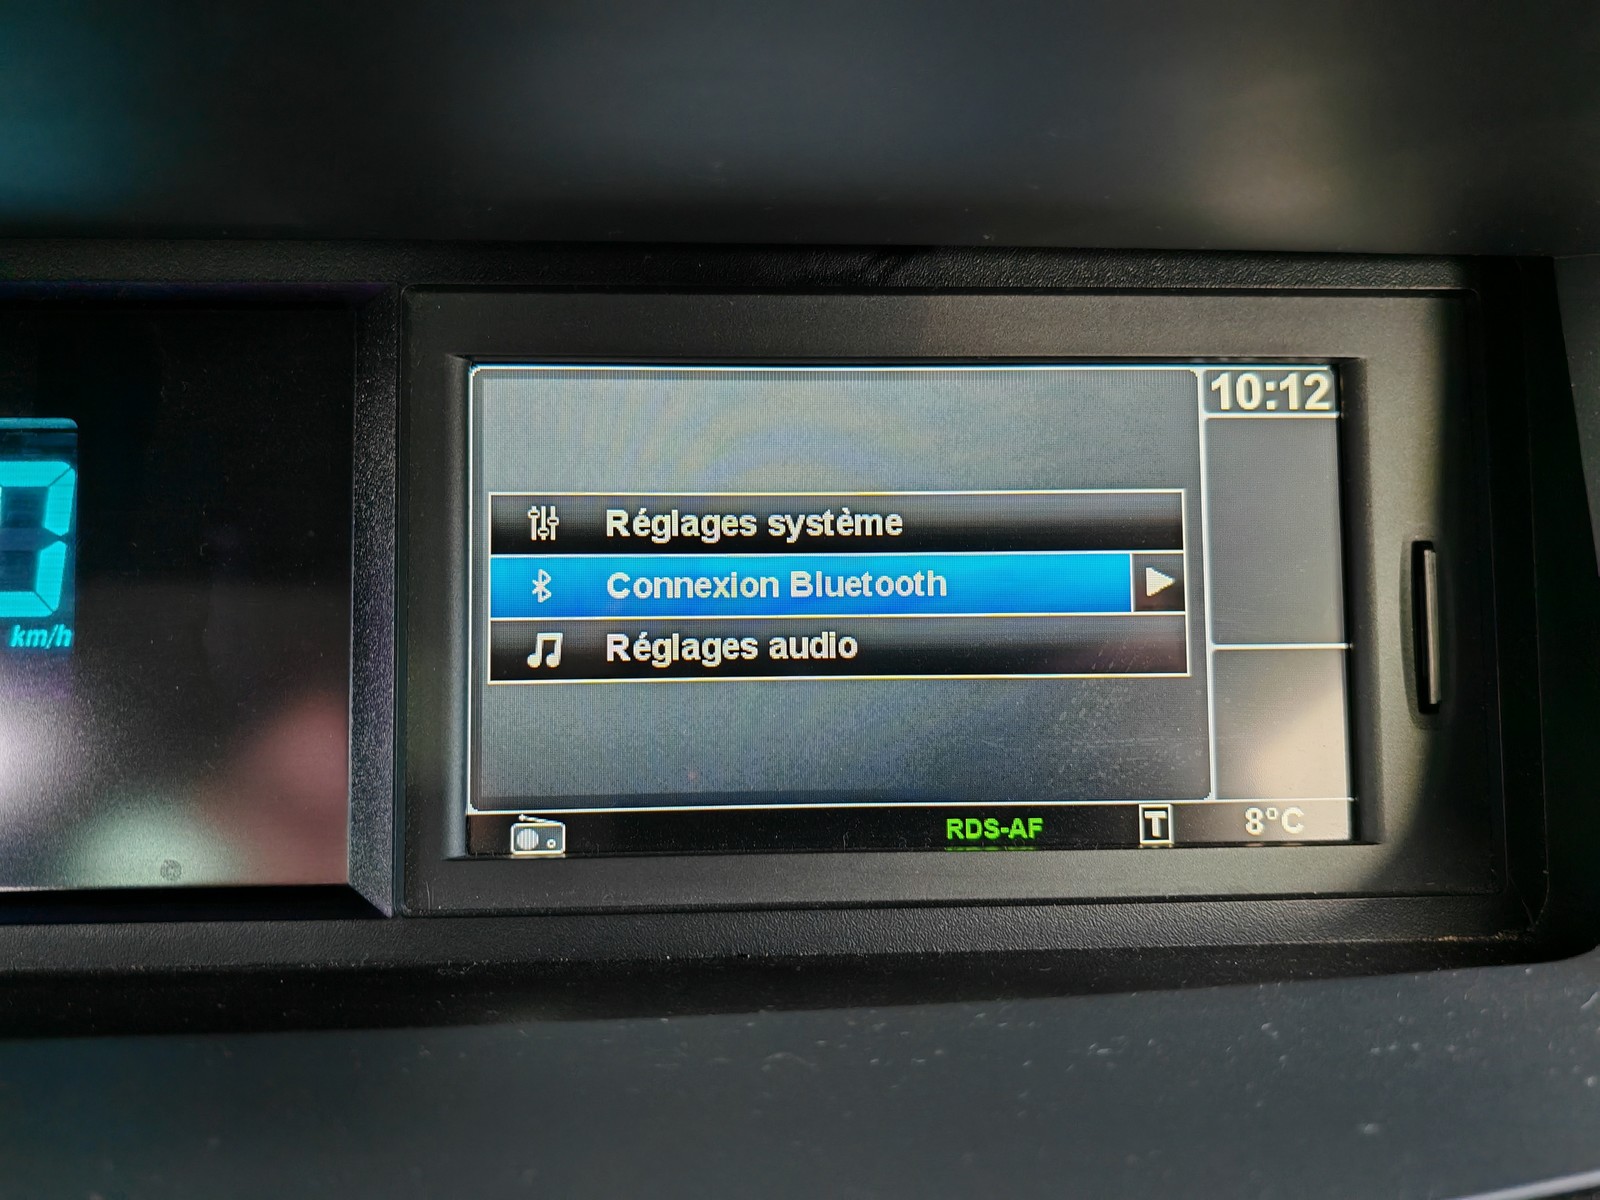 10:12
Réglages système
Connexion Bluetooth
Réglages audio
km/h
RDS-AF
T
8°C